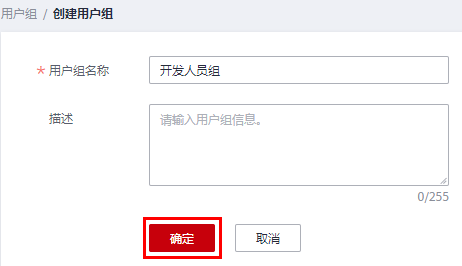 用户组 / 创建用户组
* 用户组名称 开发人员组
描述 请输入用户组信息。
0/255
确定 取消